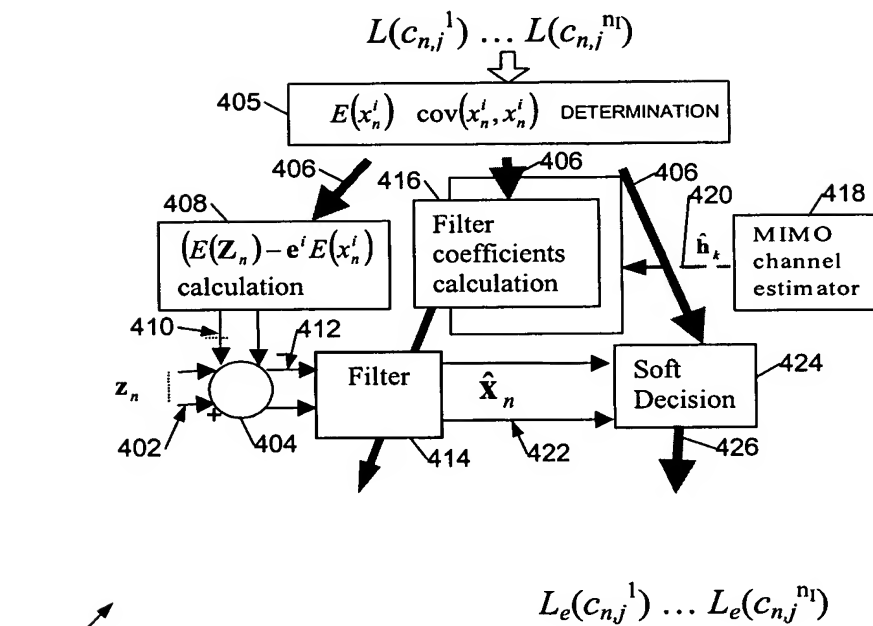 L(c_{n,j}^1) … L(c_{n,j}^{n_I})
405
E(x_n^i) cov(x_n^i, x_n^i) DETERMINATION
406
416
406
406
420
418
408
(E(Z_n) – e^i E(x_n^i)
calculation
Filter
coefficients
calculation
ĥ_k
MIMO
channel
estimator
410
412
–
z_n
+
402
404
Filter
414
X̂_n
422
Soft
Decision
424
426
L_e(c_{n,j}^1) … L_e(c_{n,j}^{n_I})